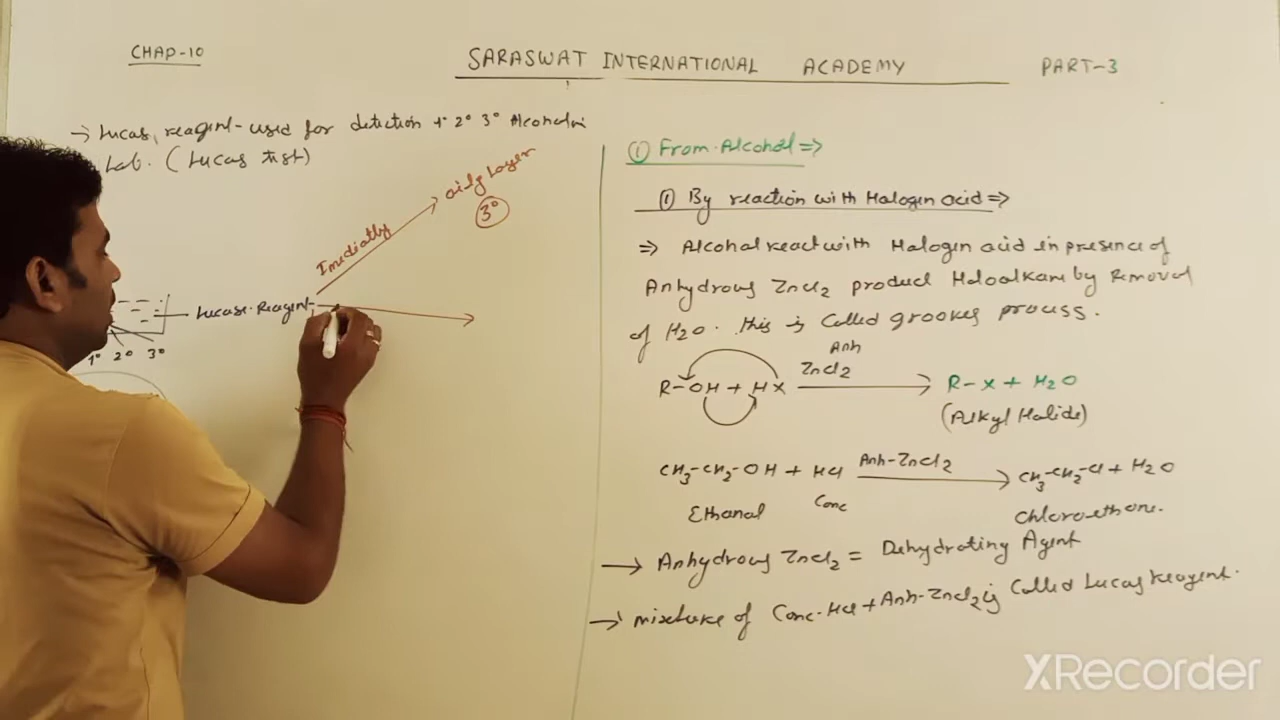 CHAP-10
SARASWAT INTERNATIONAL ACADEMY
PART-3
→ Lucas reagent-used for detection 1° 2° 3° Alcohol in
Lab. (Lucas test)
Imediatly
Oily Layer
3°
Lucase.Reagent
1° 2° 3°
① From Alcohol ⇒
① By reaction with Halogen acid ⇒
⇒ Alcohol react with Halogen acid in presence of
Anhydrous ZnCl2 product Haloalkane by Removal
of H2O. This is Called grooves process.
R-OH + HX Anh ZnCl2 → R-X + H2O
(Alkyl Halide)
CH3-CH2-OH + HCl Anh-ZnCl2 → CH3-CH2-Cl + H2O
Ethanol Conc Chloroethane.
→ Anhydrous ZnCl2 = Dehydrating Agent
→ mixture of Conc-HCl + Anh-ZnCl2 is Called Lucas Reagent.
XRecorder